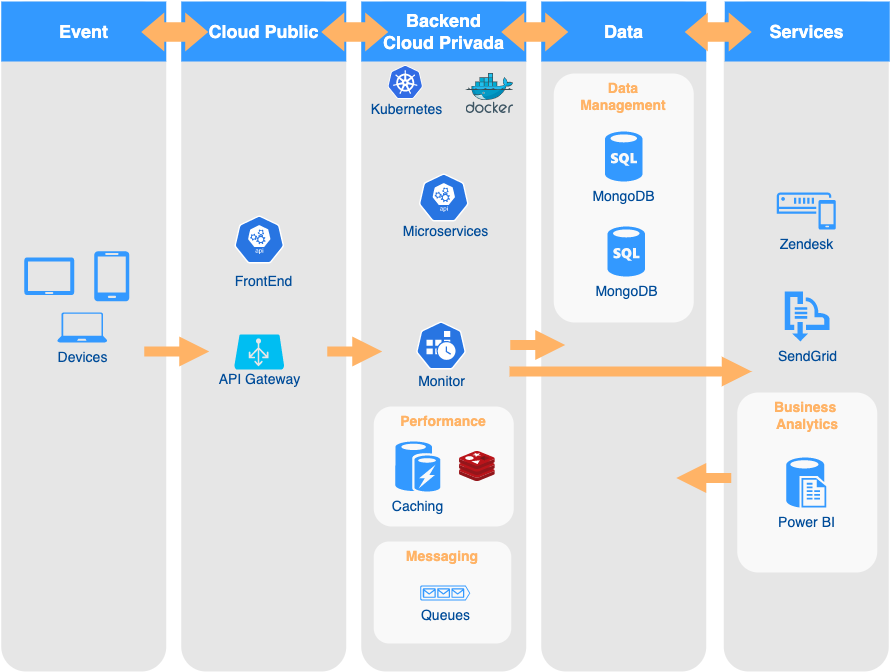 Event
Cloud Public
Backend
Cloud Privada
Data
Services
Kubernetes
docker
Microservices
api
Monitor
Performance
Caching
Messaging
Queues
FrontEnd
api
API Gateway
Devices
Data
Management
SQL
MongoDB
SQL
MongoDB
Zendesk
SendGrid
Business
Analytics
Power BI